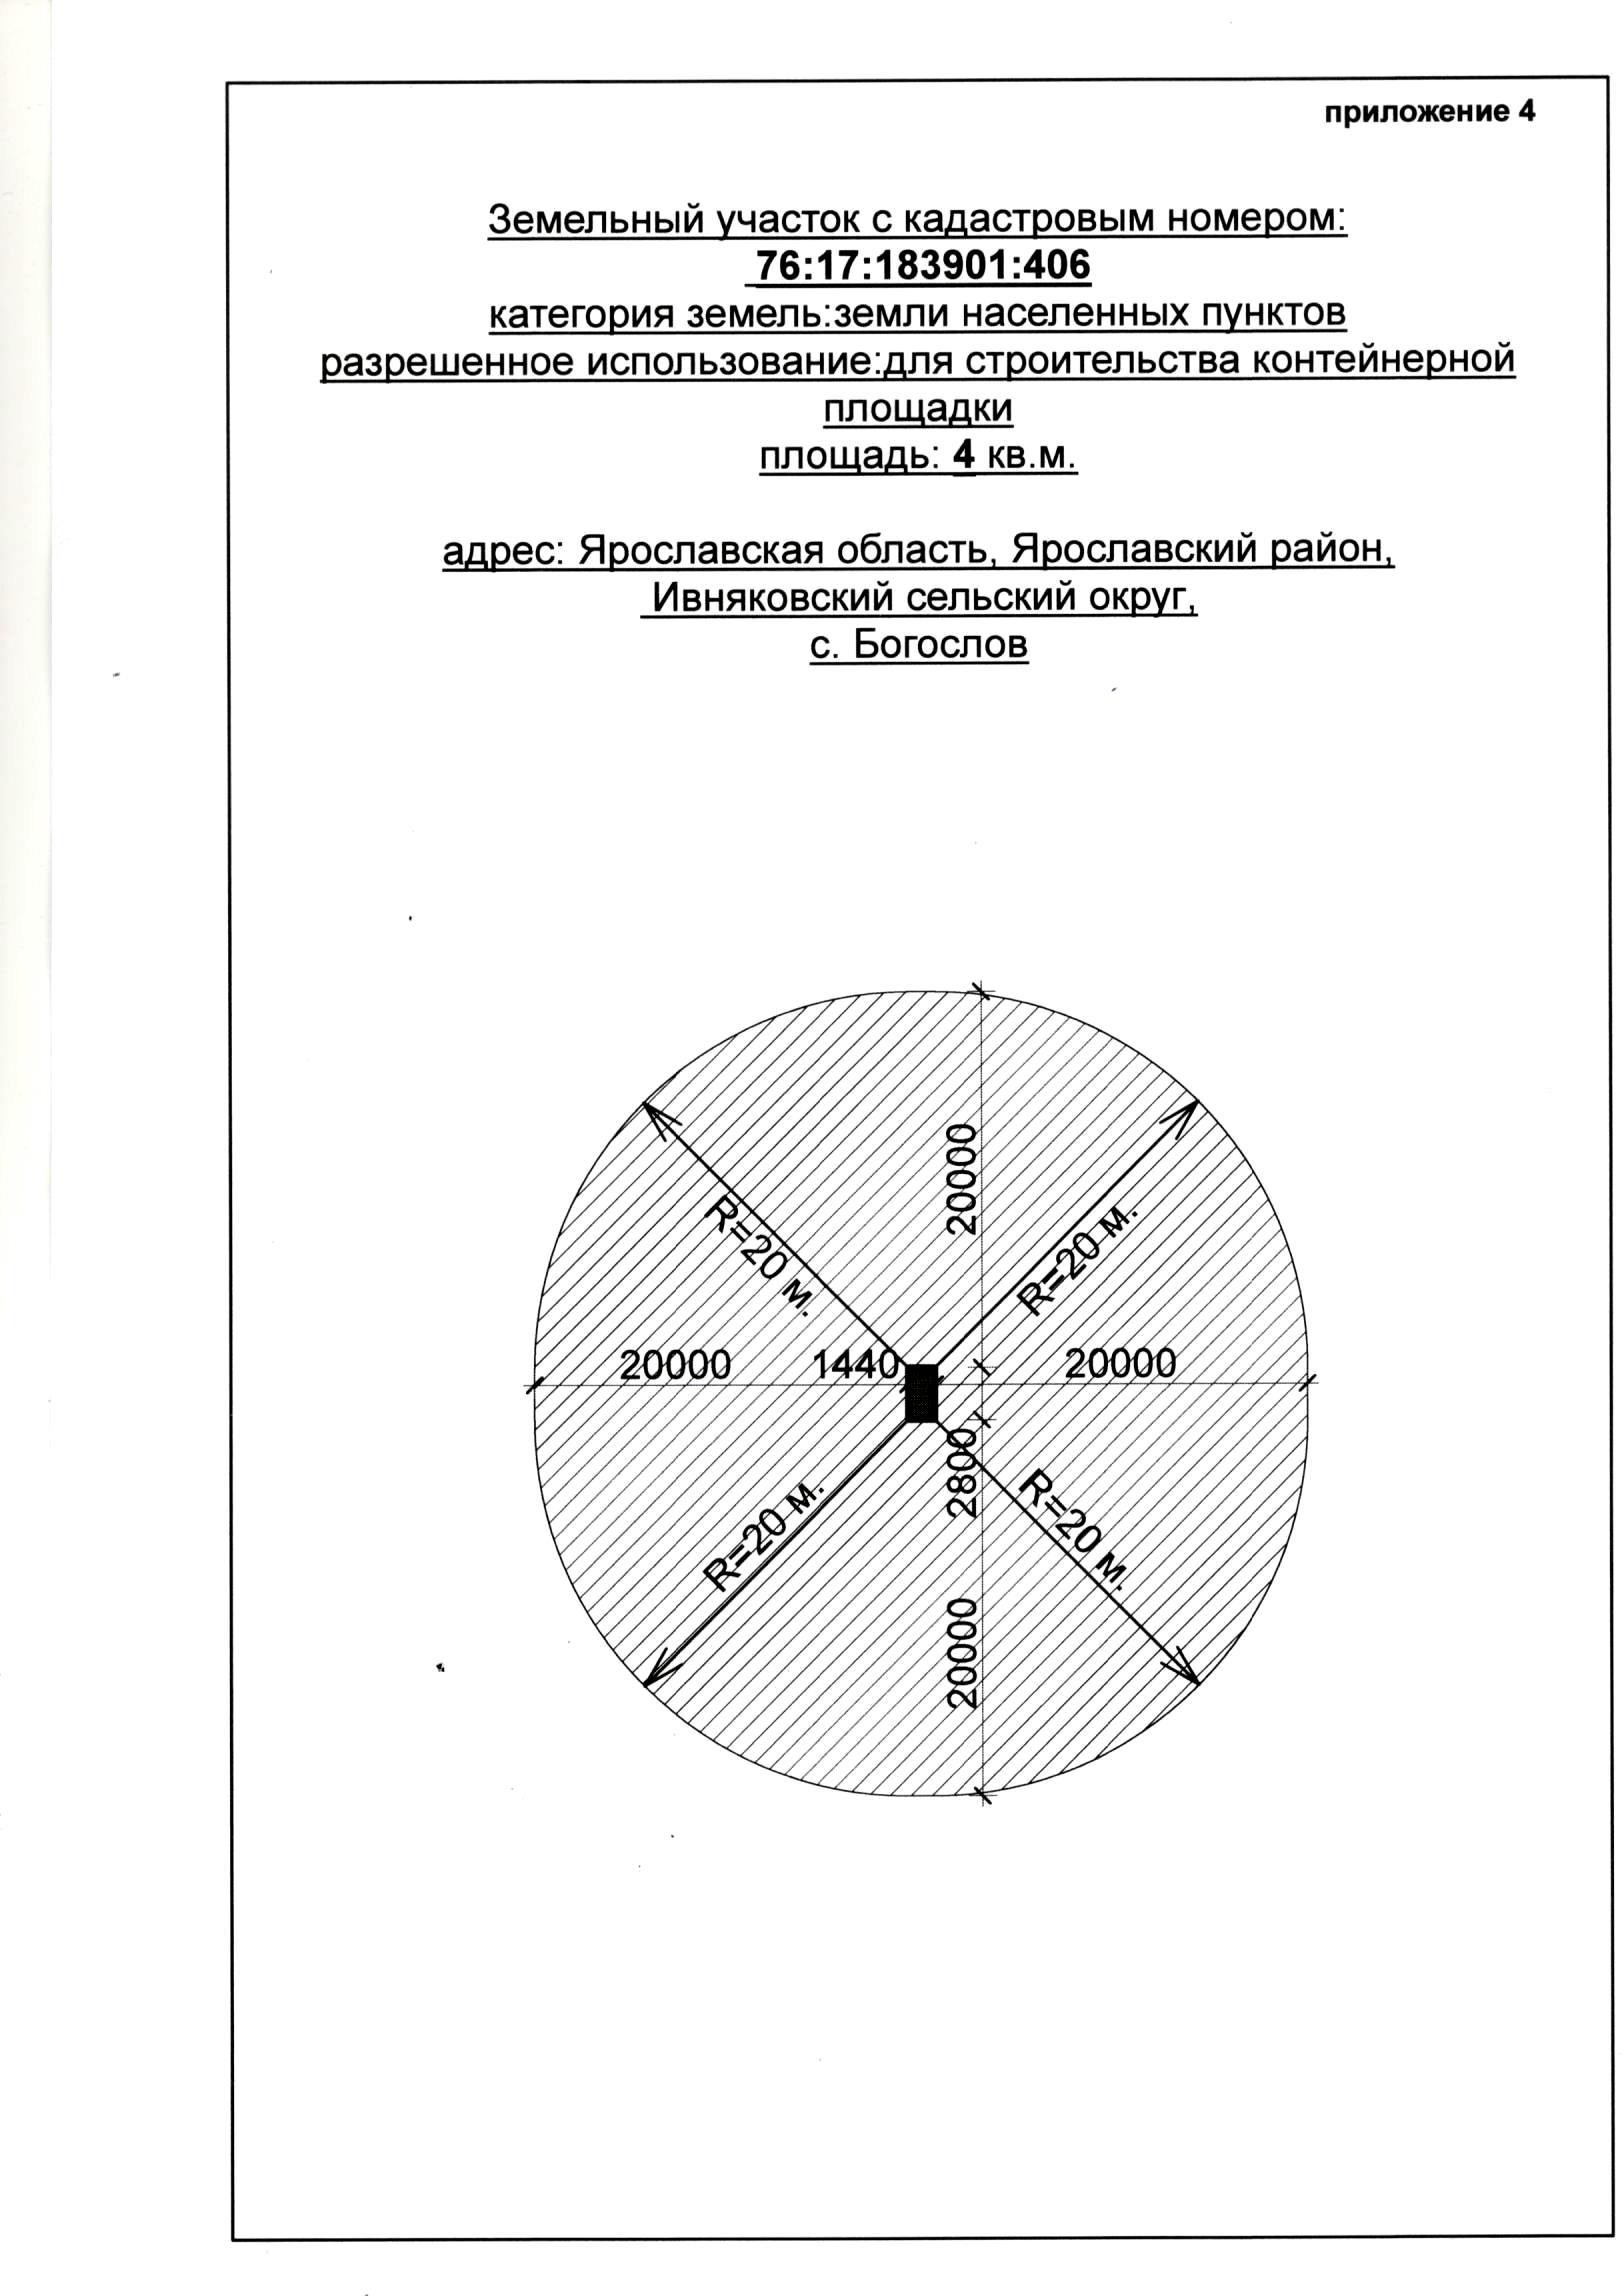 приложение 4
Земельный участок с кадастровым номером:
76:17:183901:406
категория земель:земли населенных пунктов
разрешенное использование:для строительства контейнерной
площадки
площадь: 4 кв.м.
адрес: Ярославская область, Ярославский район,
Ивняковский сельский округ,
с. Богослов
20000
R=20 м.
R=20 м.
20000
1440
20000
2800
R=20 м.
R=20 м.
20000